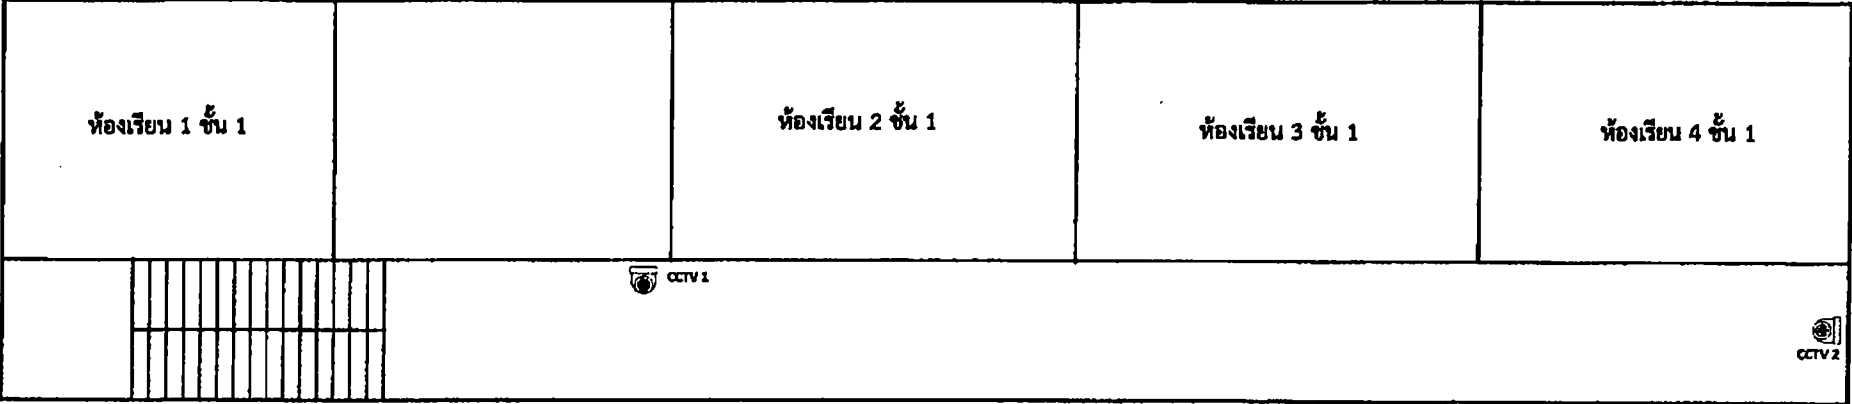 ห้องเรียน 1 ชั้น 1
ห้องเรียน 2 ชั้น 1
ห้องเรียน 3 ชั้น 1
ห้องเรียน 4 ชั้น 1
CCTV 1
CCTV 2